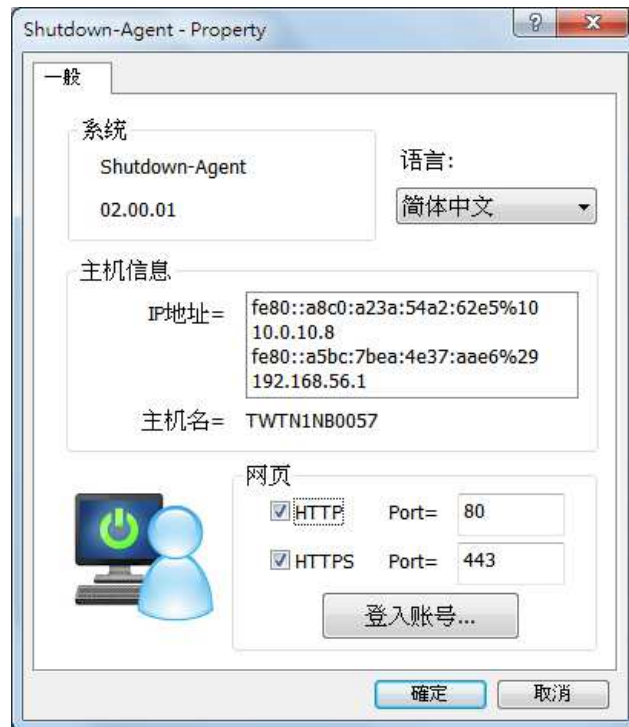 Shutdown-Agent - Property
一般
系统
Shutdown-Agent
02.00.01
语言:
简体中文
主机信息
IP地址=
fe80::a8c0:a23a:54a2:62e5%10
10.0.10.8
fe80::a5bc:7bea:4e37:aae6%29
192.168.56.1
主机名= TWTN1NB0057
网页
HTTP Port= 80
HTTPS Port= 443
登入账号...
確定
取消